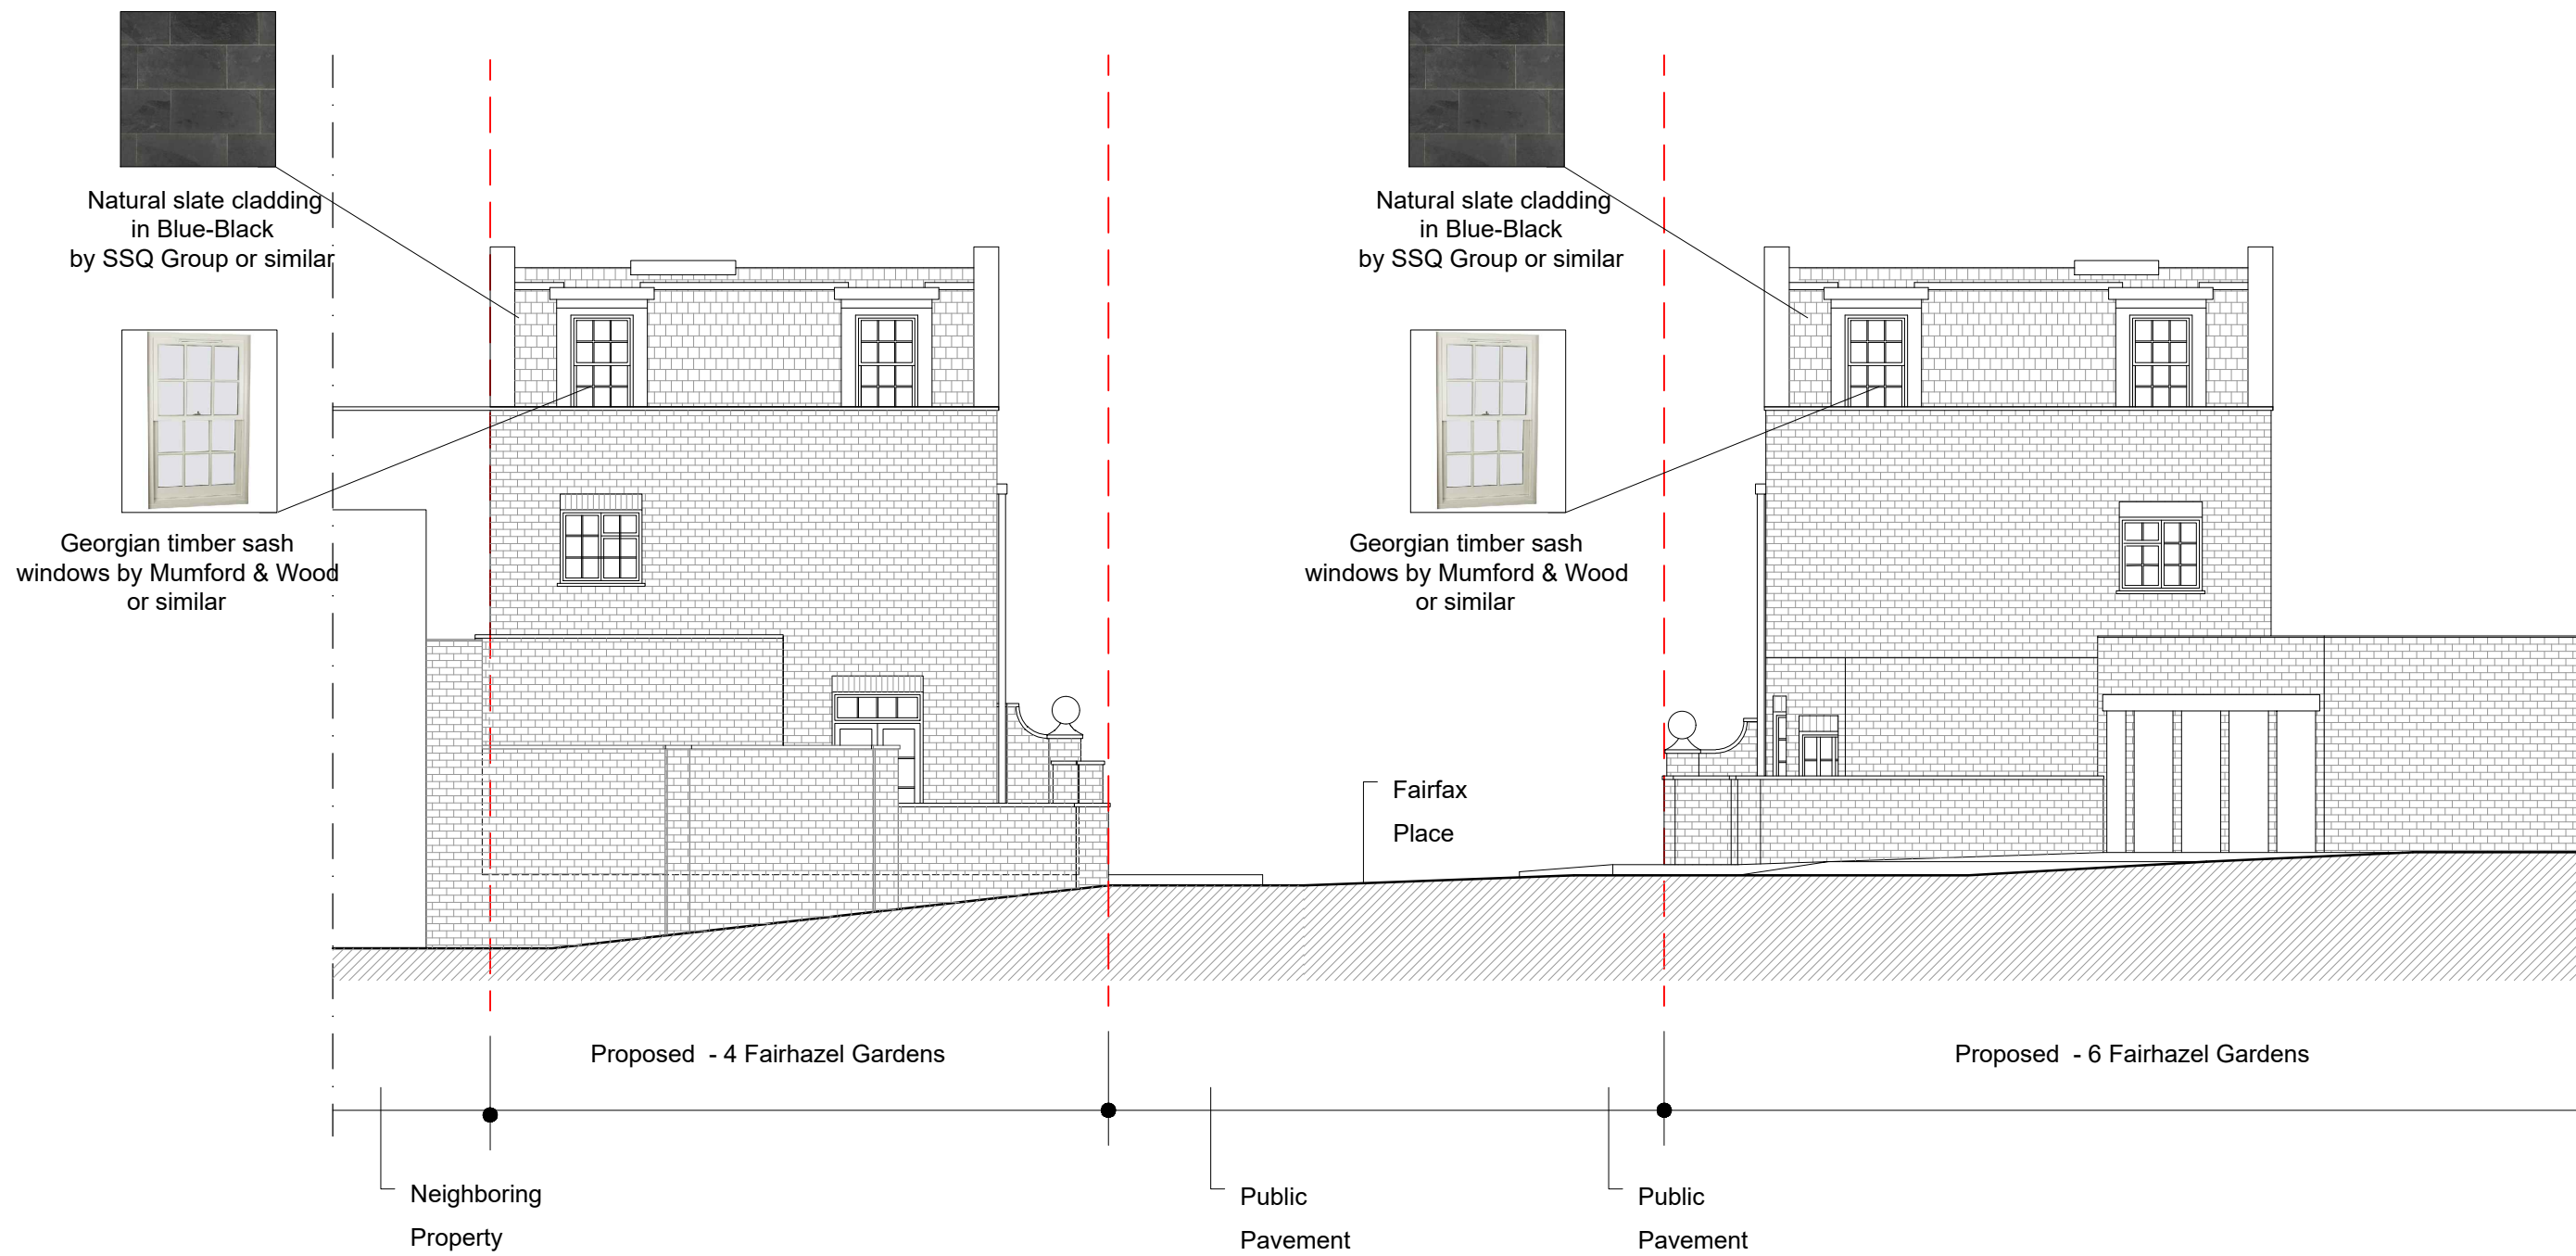 Natural slate cladding
in Blue-Black
by SSQ Group or similar
Georgian timber sash
windows by Mumford & Wood
or similar
Natural slate cladding
in Blue-Black
by SSQ Group or similar
Georgian timber sash
windows by Mumford & Wood
or similar
Fairfax
Place
Proposed - 4 Fairhazel Gardens
Proposed - 6 Fairhazel Gardens
Neighboring
Property
Public
Pavement
Public
Pavement